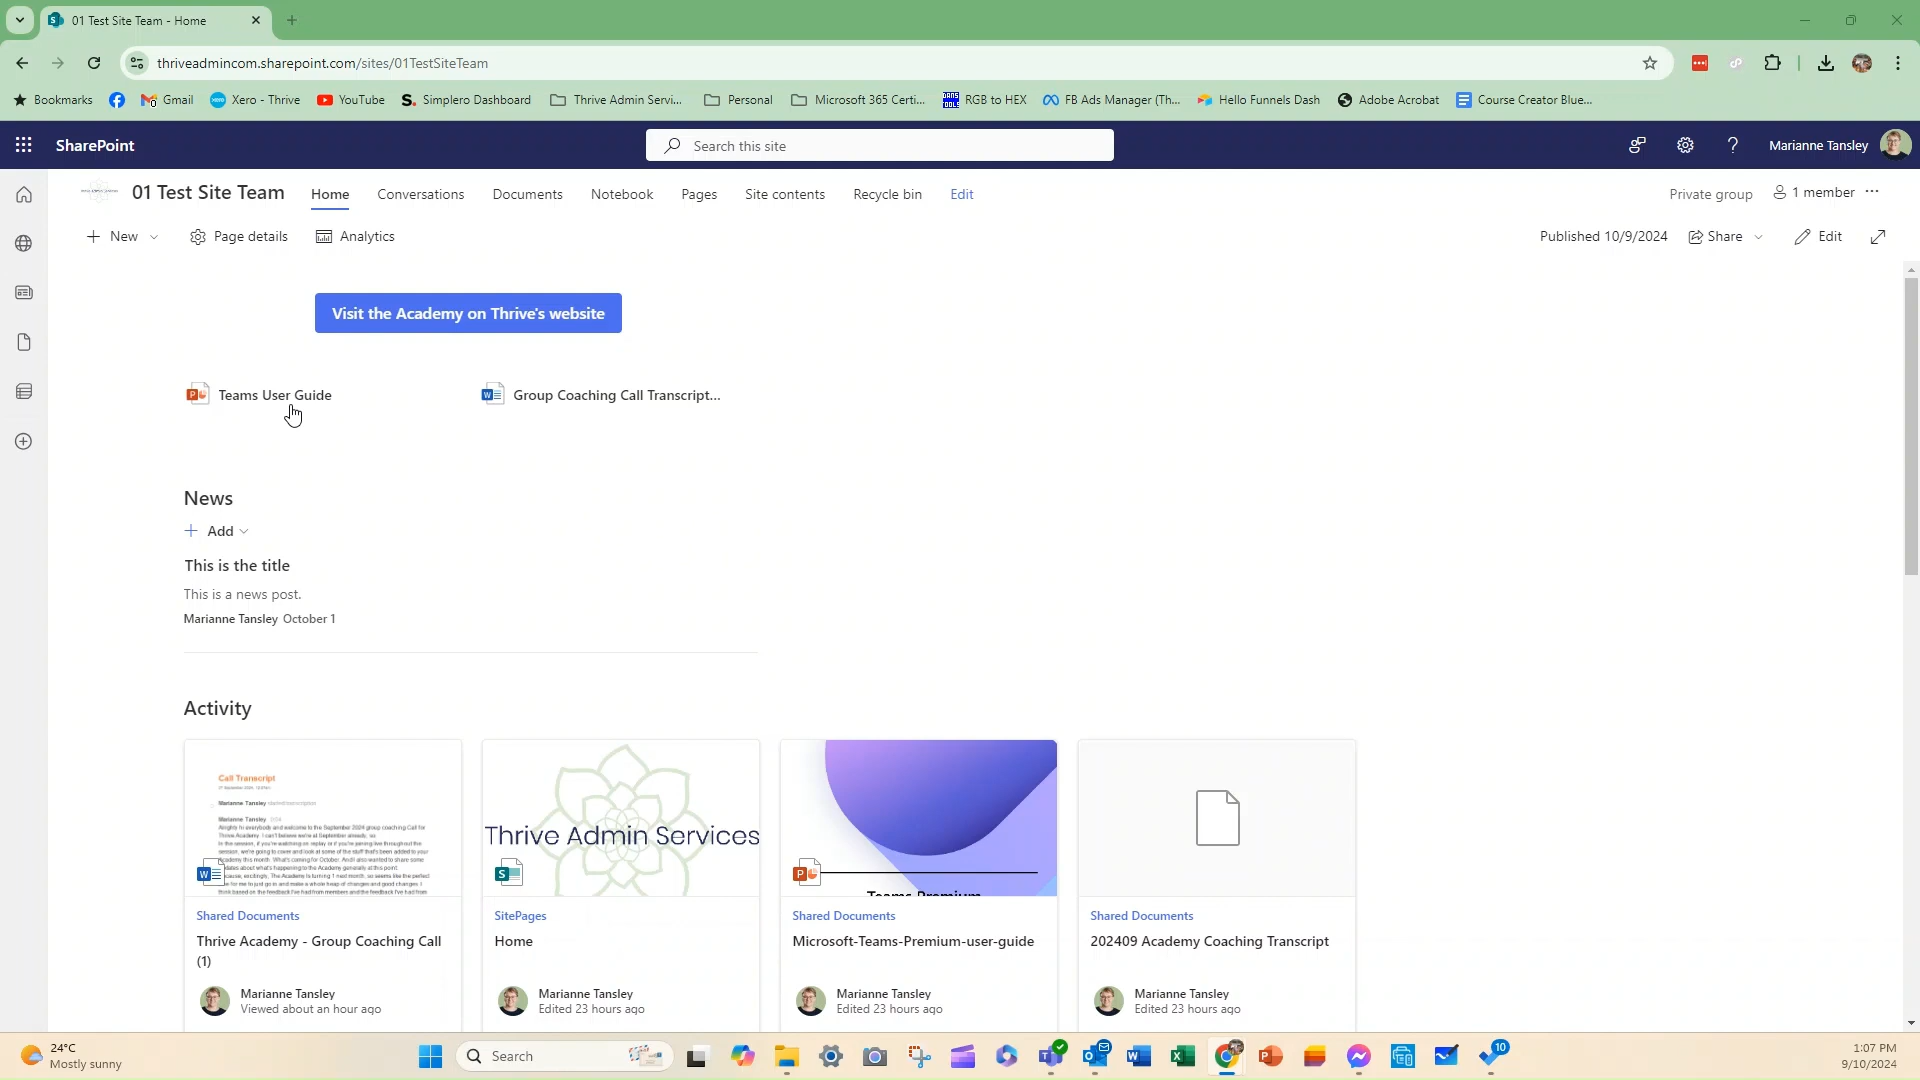 01 Test Site Team - Home
thriveadmincom.sharepoint.com/sites/01TestSiteTeam
Bookmarks Gmail Xero - Thrive YouTube Simplero Dashboard Thrive Admin Servi... Personal Microsoft 365 Certi... RGB to HEX FB Ads Manager (Th... Hello Funnels Dash Adobe Acrobat Course Creator Blue...
SharePoint Search this site Marianne Tansley
01 Test Site Team Home Conversations Documents Notebook Pages Site contents Recycle bin Edit Private group 1 member
New Page details Analytics Published 10/9/2024 Share Edit
Visit the Academy on Thrive's website
Teams User Guide Group Coaching Call Transcript...
News
Add
This is the title
This is a news post.
Marianne Tansley October 1
Activity
Call Transcript
Marianne Tansley
Thrive Admin Services
Shared Documents SitePages Shared Documents Shared Documents
Thrive Academy - Group Coaching Call Home Microsoft-Teams-Premium-user-guide 202409 Academy Coaching Transcript
(1)
Marianne Tansley Marianne Tansley Marianne Tansley Marianne Tansley
Viewed about an hour ago Edited 23 hours ago Edited 23 hours ago Edited 23 hours ago
24°C Search 10 1:07 PM
Mostly sunny 9/10/2024